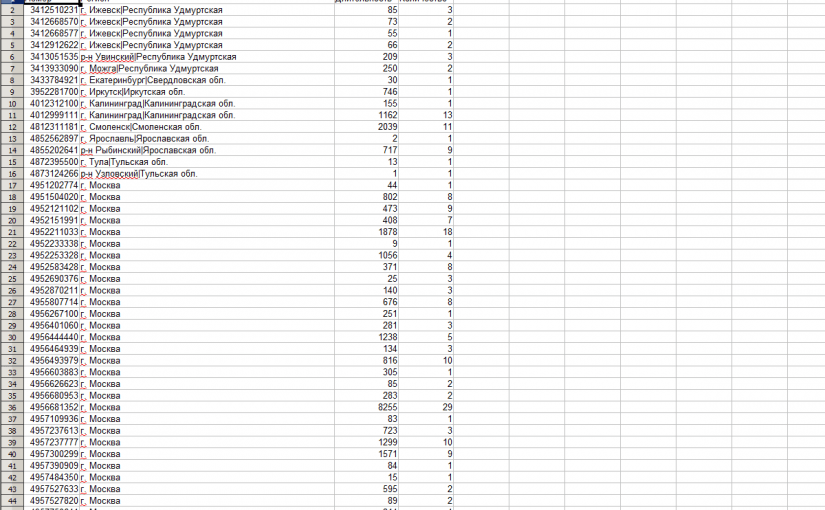 2 3412510231 г. Ижевск|Республика Удмуртская 85 3
3 3412668570 г. Ижевск|Республика Удмуртская 73 2
4 3412668577 г. Ижевск|Республика Удмуртская 55 1
5 3412912622 г. Ижевск|Республика Удмуртская 66 2
6 3413051535 р-н Увинский|Республика Удмуртская 209 3
7 3413933090 г. Можга|Республика Удмуртская 250 2
8 3433784921 г. Екатеринбург|Свердловская обл. 30 1
9 3952281700 г. Иркутск|Иркутская обл. 746 1
10 4012312100 г. Калининград|Калининградская обл. 155 1
11 4012999111 г. Калининград|Калининградская обл. 1162 13
12 4812311181 г. Смоленск|Смоленская обл. 2039 11
13 4852562897 г. Ярославль|Ярославская обл. 2 1
14 4855202641 р-н Рыбинский|Ярославская обл. 717 9
15 4872395500 г. Тула|Тульская обл. 13 1
16 4873124266 р-н Узловский|Тульская обл. 1 1
17 4951202774 г. Москва 44 1
18 4951504020 г. Москва 802 8
19 4952121102 г. Москва 473 9
20 4952151991 г. Москва 408 7
21 4952211033 г. Москва 1878 18
22 4952233338 г. Москва 9 1
23 4952253328 г. Москва 1056 4
24 4952583428 г. Москва 371 8
25 4952690376 г. Москва 25 3
26 4952870211 г. Москва 140 3
27 4955807714 г. Москва 676 8
28 4956267100 г. Москва 251 1
29 4956401060 г. Москва 281 3
30 4956444440 г. Москва 1238 5
31 4956464939 г. Москва 134 3
32 4956493979 г. Москва 816 10
33 4956603883 г. Москва 305 1
34 4956626623 г. Москва 85 2
35 4956680953 г. Москва 283 2
36 4956681352 г. Москва 8255 29
37 4957109936 г. Москва 83 1
38 4957237613 г. Москва 723 3
39 4957237777 г. Москва 1299 10
40 4957300299 г. Москва 1571 9
41 4957390909 г. Москва 84 1
42 4957484350 г. Москва 15 1
43 4957527633 г. Москва 595 2
44 4957527820 г. Москва 89 2